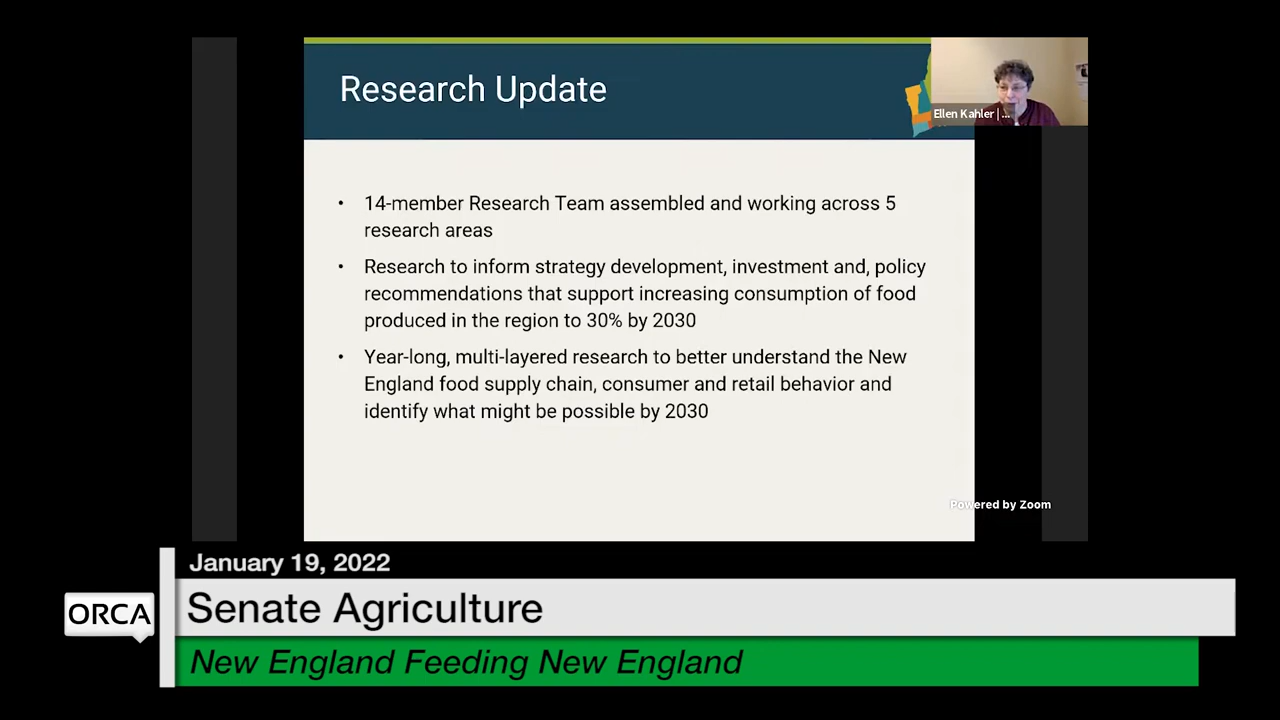 Research Update
Ellen Kahler | ...
• 14-member Research Team assembled and working across 5
research areas
• Research to inform strategy development, investment and, policy
recommendations that support increasing consumption of food
produced in the region to 30% by 2030
• Year-long, multi-layered research to better understand the New
England food supply chain, consumer and retail behavior and
identify what might be possible by 2030
Powered by Zoom
January 19, 2022
ORCA
Senate Agriculture
New England Feeding New England